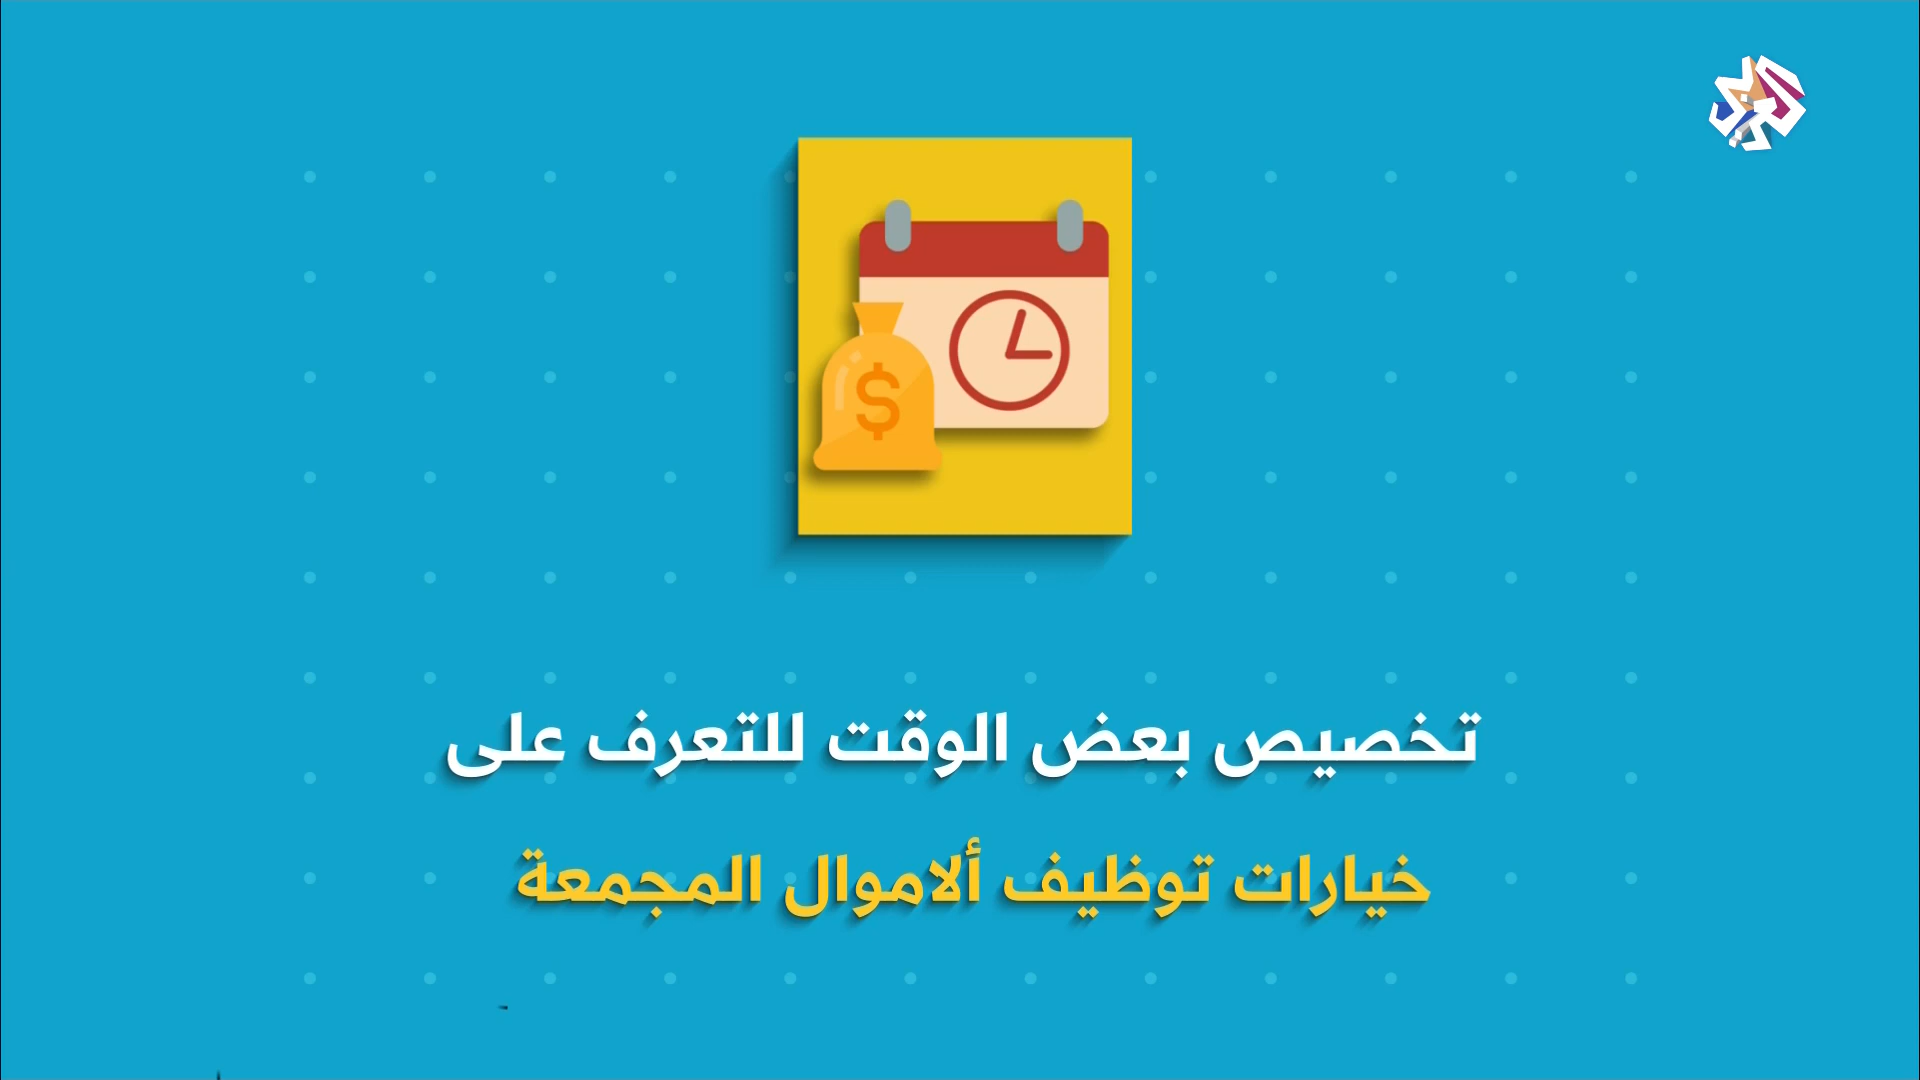 تخصيص بعض الوقت للتعرف على
خيارات توظيف ألاموال المجمعة